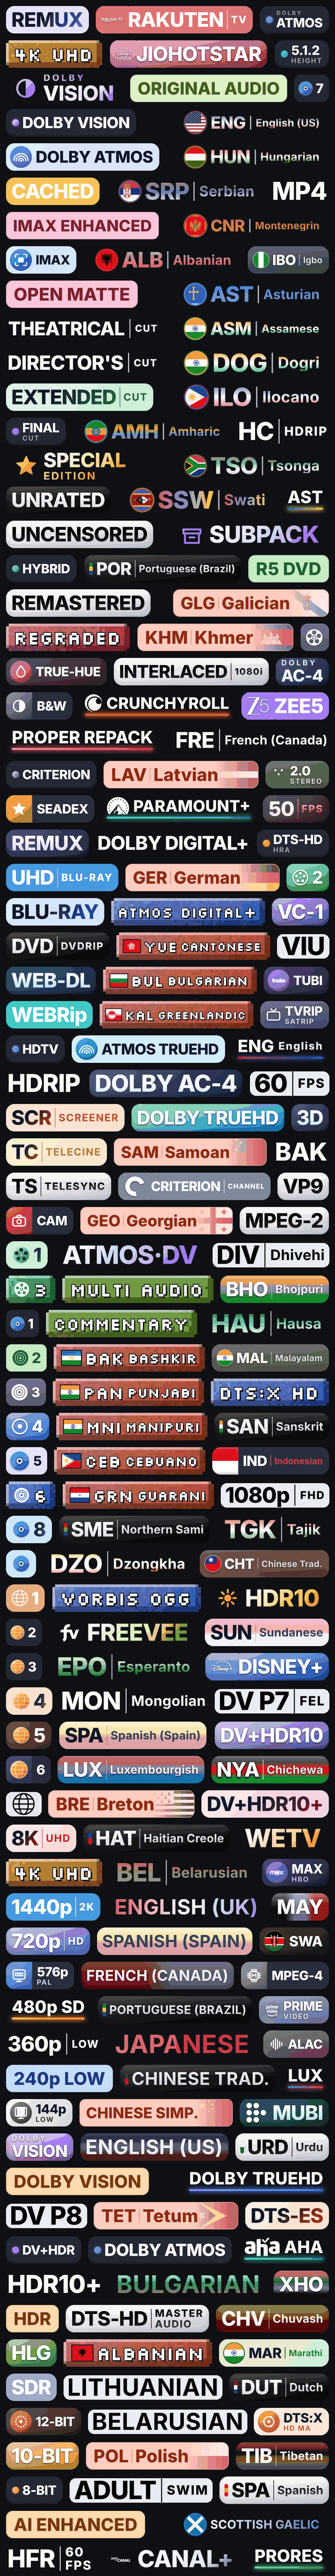 REMUX Rakuten TV RAKUTEN TV DOLBY ATMOS
4K UHD JIOHOTSTAR 5.1.2 HEIGHT
DOLBY VISION ORIGINAL AUDIO 7
DOLBY VISION ENG English (US)
DOLBY ATMOS HUN Hungarian
CACHED SRP Serbian MP4
IMAX ENHANCED CNR Montenegrin
IMAX ALB Albanian IBO Igbo
OPEN MATTE AST Asturian
THEATRICAL CUT ASM Assamese
DIRECTOR'S CUT DOG Dogri
EXTENDED CUT ILO Ilocano
FINAL CUT AMH Amharic HC HDRIP
SPECIAL EDITION TSO Tsonga
UNRATED SSW Swati AST
UNCENSORED SUBPACK
HYBRID POR Portuguese (Brazil) R5 DVD
REMASTERED GLG Galician
REGRADED KHM Khmer
TRUE-HUE INTERLACED 1080i DOLBY AC-4
B&W CRUNCHYROLL Z5 ZEE5
PROPER REPACK FRE French (Canada)
CRITERION LAV Latvian 2.0 STEREO
SEADEX PARAMOUNT+ 50 FPS
REMUX DOLBY DIGITAL+ DTS-HD HRA
UHD BLU-RAY GER German 2
BLU-RAY ATMOS DIGITAL+ VC-1
DVD DVDRIP YUE CANTONESE VIU
WEB-DL BUL BULGARIAN tubi TUBI
WEBRip KAL GREENLANDIC TVRIP SATRIP
HDTV ATMOS TRUEHD ENG English
HDRIP DOLBY AC-4 60 FPS
SCR SCREENER DOLBY TRUEHD 3D
TC TELECINE SAM Samoan BAK
TS TELESYNC CRITERION CHANNEL VP9
CAM GEO Georgian MPEG-2
1 ATMOS·DV DIV Dhivehi
3 MULTI AUDIO BHO Bhojpuri
1 COMMENTARY HAU Hausa
2 BAK BASHKIR MAL Malayalam
3 PAN PUNJABI DTS:X HD
4 MNI MANIPURI SAN Sanskrit
5 CEB CEBUANO IND Indonesian
6 GRN GUARANI 1080p FHD
8 SME Northern Sami TGK Tajik
DZO Dzongkha CHT Chinese Trad.
1 VORBIS OGG HDR10
2 fv FREEVEE SUN Sundanese
3 EPO Esperanto Disney+ DISNEY+
4 MON Mongolian DV P7 FEL
5 SPA Spanish (Spain) DV+HDR10
6 LUX Luxembourgish NYA Chichewa
BRE Breton DV+HDR10+
8K UHD HAT Haitian Creole WETV
4K UHD BEL Belarusian max MAX HBO
1440p 2K ENGLISH (UK) MAY
720p HD SPANISH (SPAIN) SWA
576p PAL FRENCH (CANADA) MPEG-4
480p SD PORTUGUESE (BRAZIL) prime video PRIME VIDEO
360p LOW JAPANESE ALAC
240p LOW CHINESE TRAD. LUX
144p LOW CHINESE SIMP. MUBI
DOLBY VISION ENGLISH (US) URD Urdu
DOLBY VISION DOLBY TRUEHD
DV P8 TET Tetum DTS-ES
DV+HDR DOLBY ATMOS aha AHA
HDR10+ BULGARIAN XHO
HDR DTS-HD MASTER AUDIO CHV Chuvash
HLG ALBANIAN MAR Marathi
SDR LITHUANIAN DUT Dutch
12-BIT BELARUSIAN DTS:X HD MA
10-BIT POL Polish TIB Tibetan
8-BIT ADULT SWIM SPA Spanish
AI ENHANCED SCOTTISH GAELIC
HFR 60 FPS CANAL+ PRORES